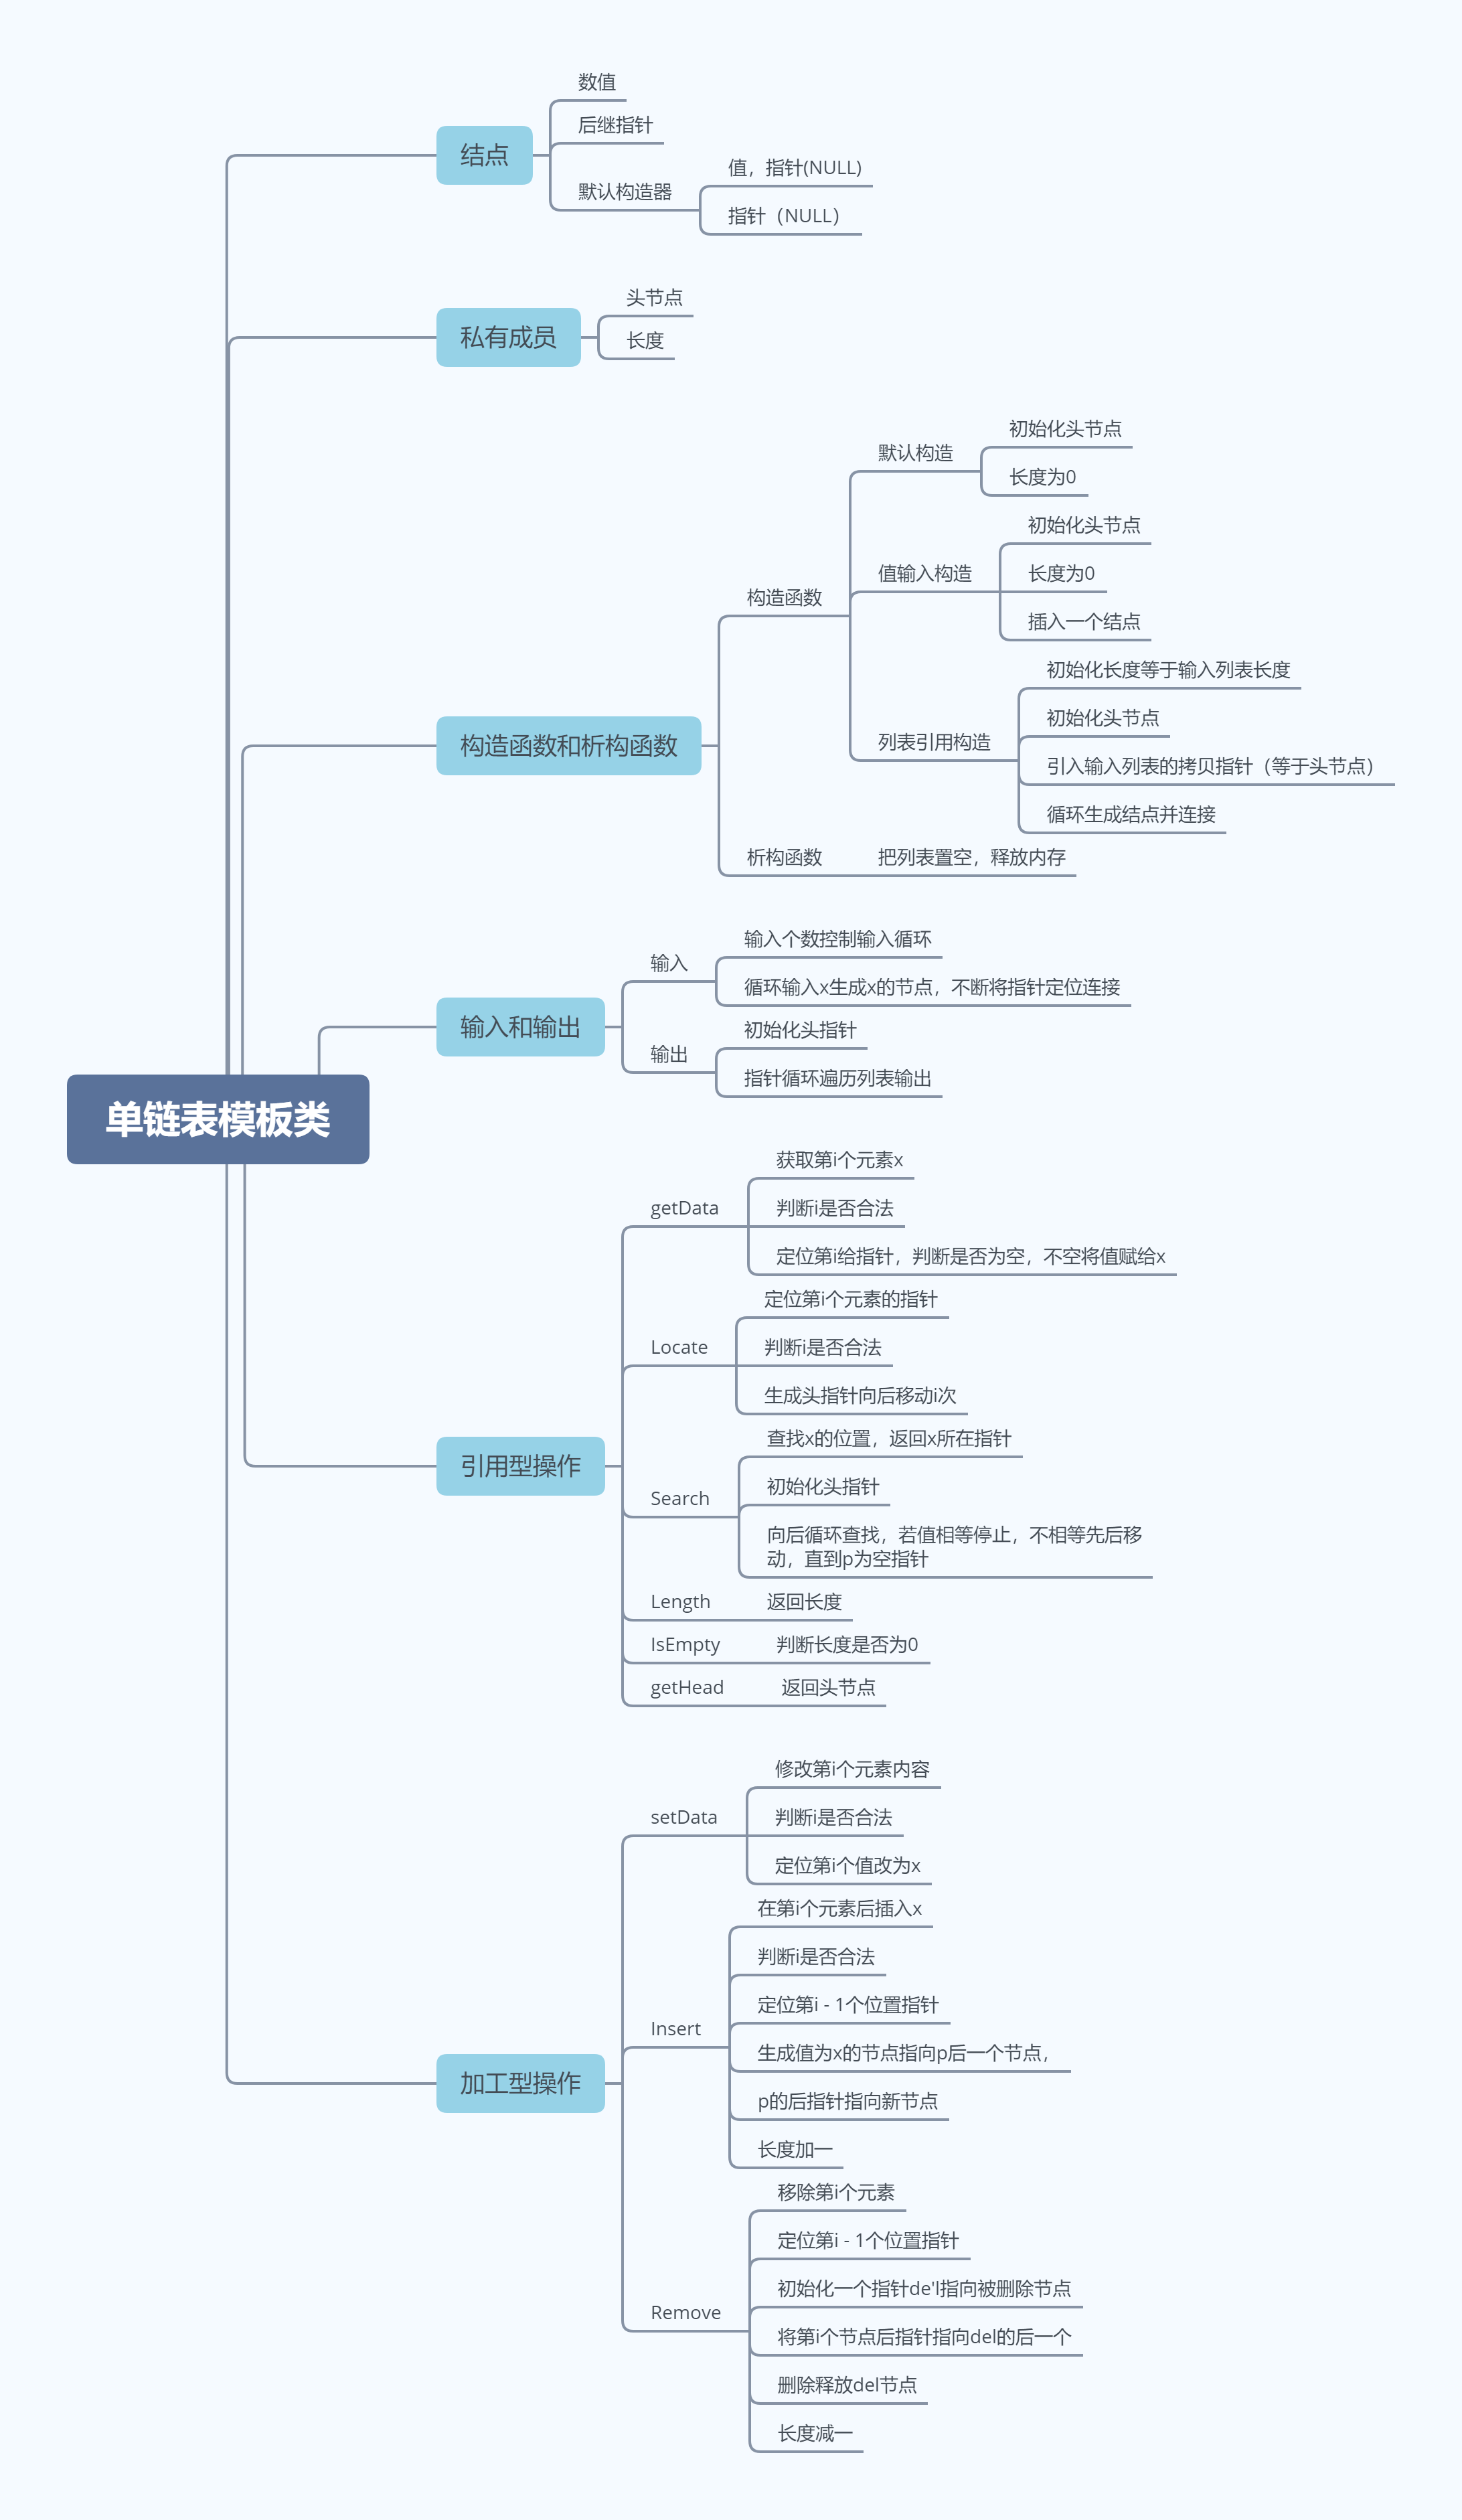 单链表模板类
结点
数值
后继指针
默认构造器
值，指针(NULL)
指针（NULL）
私有成员
头节点
长度
构造函数和析构函数
构造函数
默认构造
初始化头节点
长度为0
值输入构造
初始化头节点
长度为0
插入一个结点
列表引用构造
初始化长度等于输入列表长度
初始化头节点
引入输入列表的拷贝指针（等于头节点）
循环生成结点并连接
析构函数
把列表置空，释放内存
输入和输出
输入
输入个数控制输入循环
循环输入x生成x的节点，不断将指针定位连接
输出
初始化头指针
指针循环遍历列表输出
引用型操作
getData
获取第i个元素x
判断i是否合法
定位第i给指针，判断是否为空，不空将值赋给x
Locate
定位第i个元素的指针
判断i是否合法
生成头指针向后移动i次
Search
查找x的位置，返回x所在指针
初始化头指针
向后循环查找，若值相等停止，不相等先后移
动，直到p为空指针
Length
返回长度
IsEmpty
判断长度是否为0
getHead
返回头节点
加工型操作
setData
修改第i个元素内容
判断i是否合法
定位第i个值改为x
Insert
在第i个元素后插入x
判断i是否合法
定位第i - 1个位置指针
生成值为x的节点指向p后一个节点，
p的后指针指向新节点
长度加一
Remove
移除第i个元素
定位第i - 1个位置指针
初始化一个指针de'l指向被删除节点
将第i个节点后指针指向del的后一个
删除释放del节点
长度减一